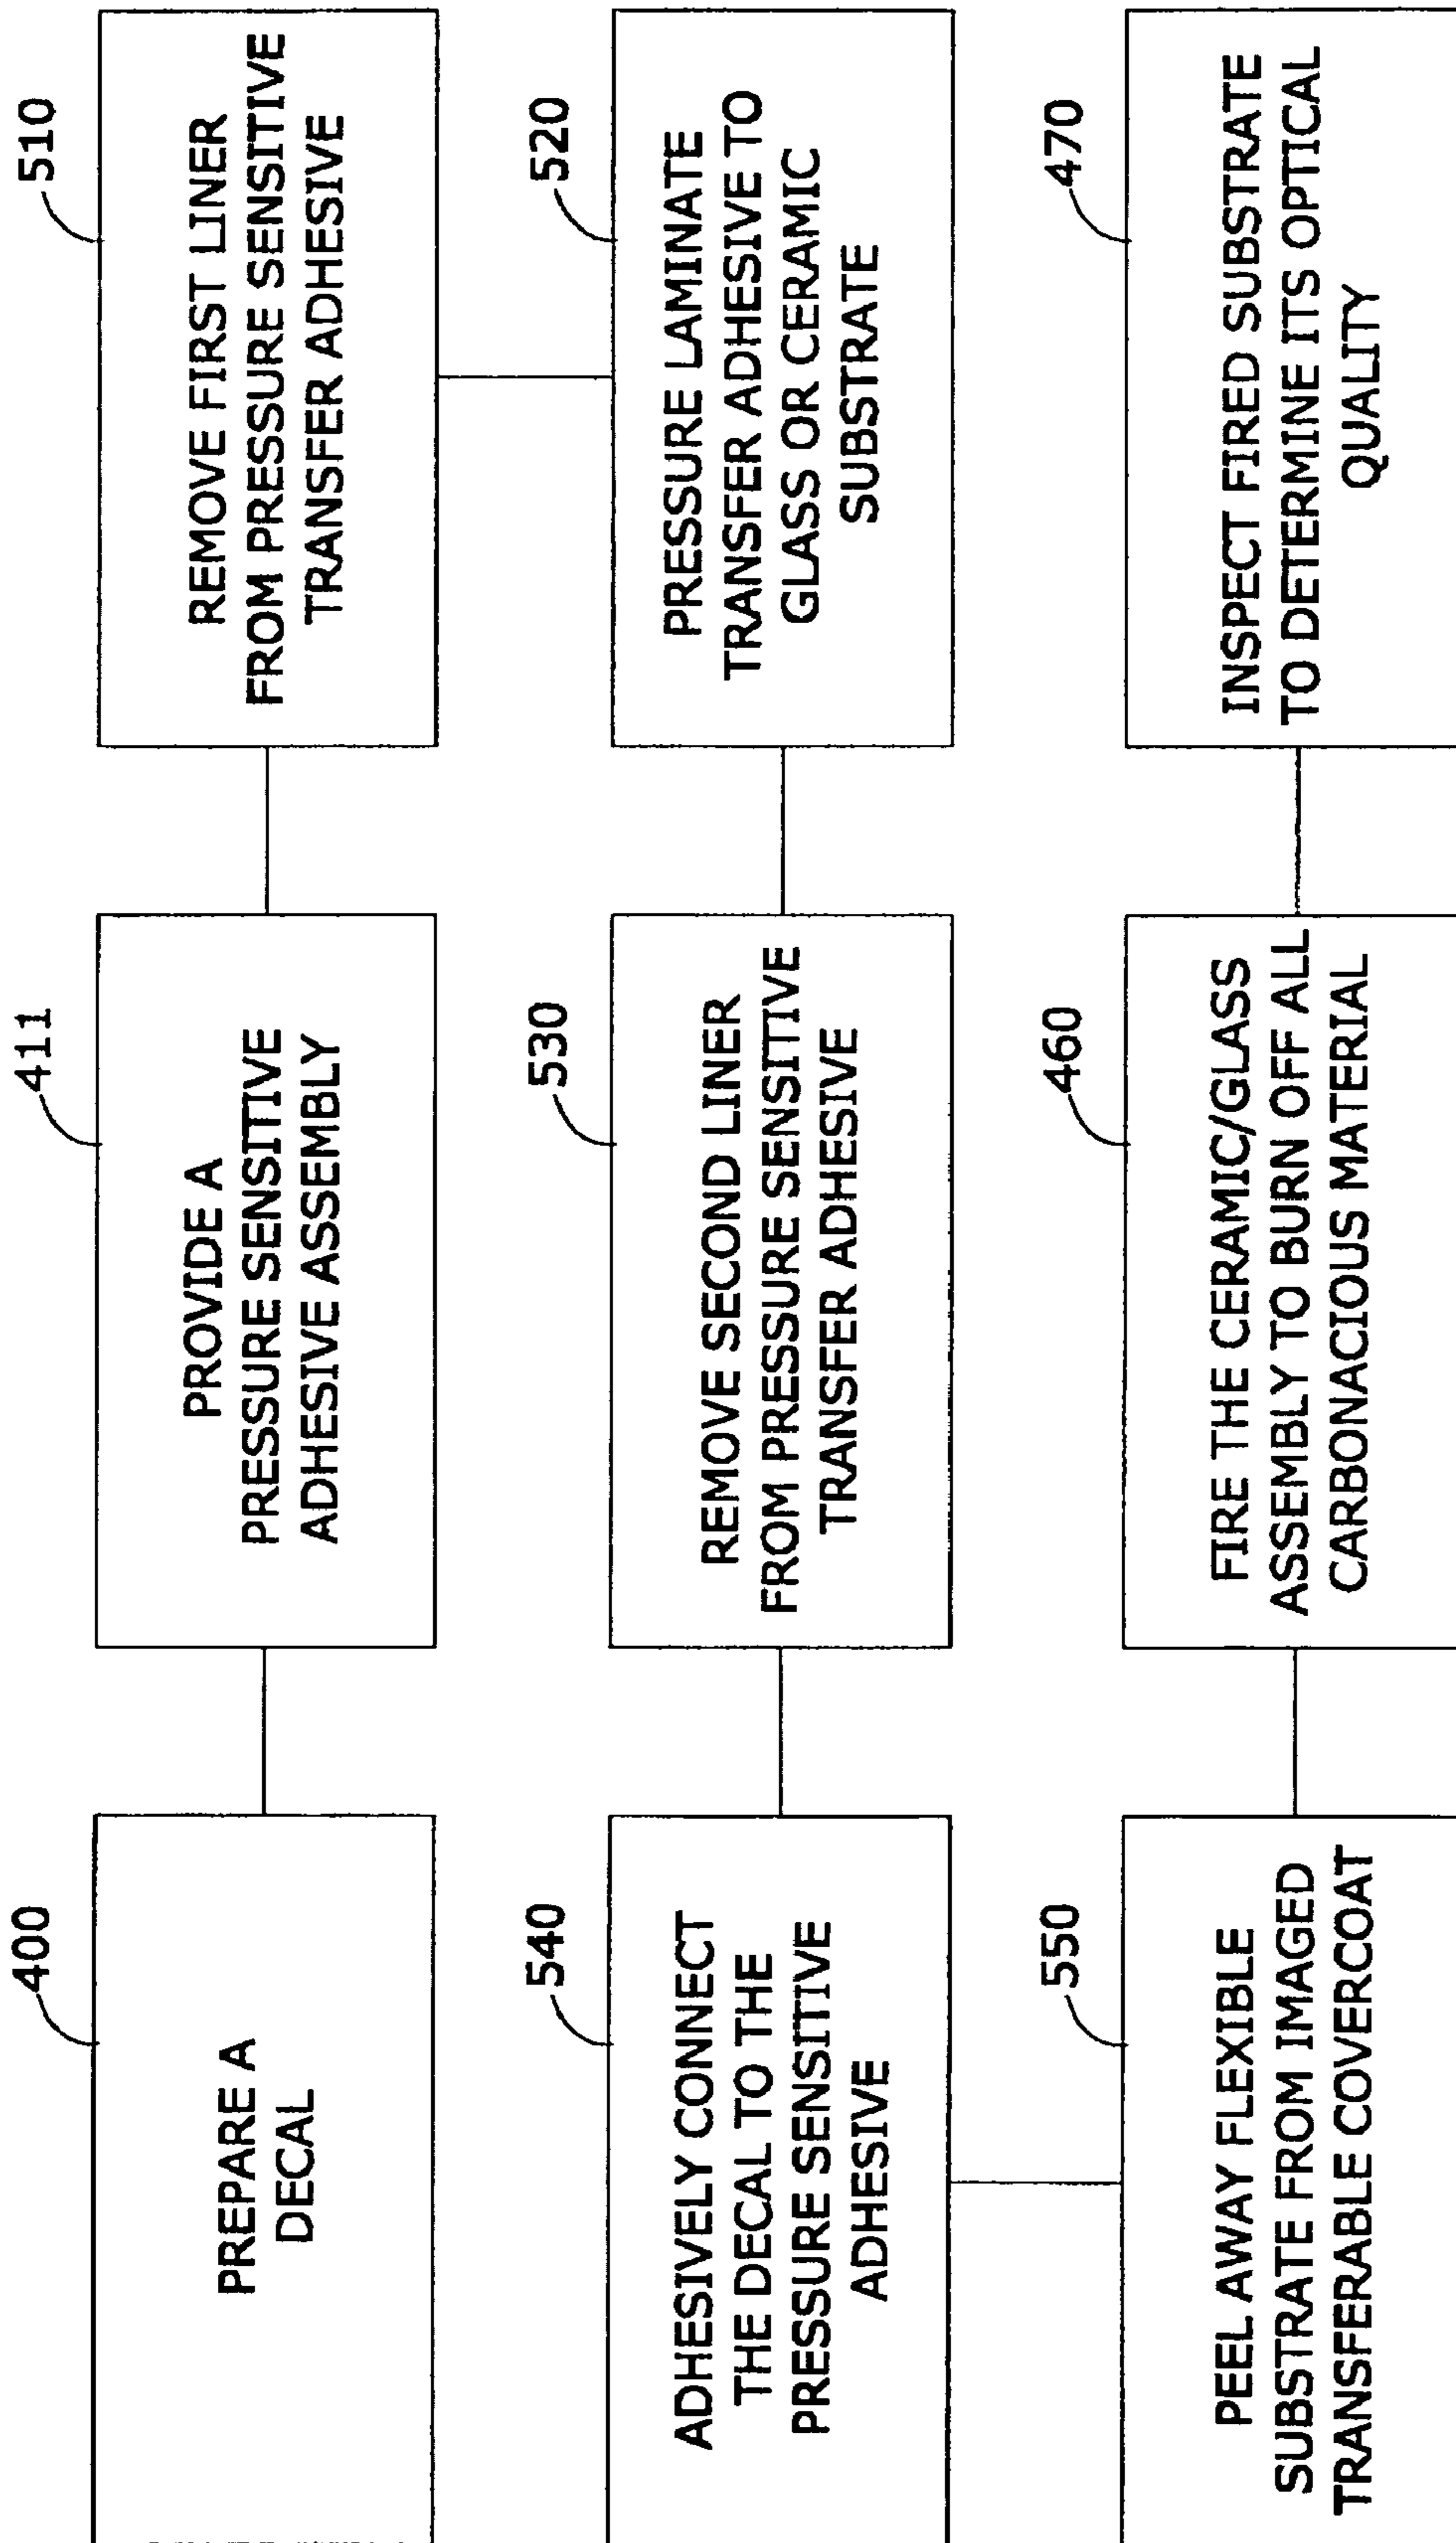 400
PREPARE A
DECAL
411
PROVIDE A
PRESSURE SENSITIVE
ADHESIVE ASSEMBLY
510
REMOVE FIRST LINER
FROM PRESSURE SENSITIVE
TRANSFER ADHESIVE
520
PRESSURE LAMINATE
TRANSFER ADHESIVE TO
GLASS OR CERAMIC
SUBSTRATE
530
REMOVE SECOND LINER
FROM PRESSURE SENSITIVE
TRANSFER ADHESIVE
540
ADHESIVELY CONNECT
THE DECAL TO THE
PRESSURE SENSITIVE
ADHESIVE
550
PEEL AWAY FLEXIBLE
SUBSTRATE FROM IMAGED
TRANSFERABLE COVERCOAT
460
FIRE THE CERAMIC/GLASS
ASSEMBLY TO BURN OFF ALL
CARBONACIOUS MATERIAL
470
INSPECT FIRED SUBSTRATE
TO DETERMINE ITS OPTICAL
QUALITY